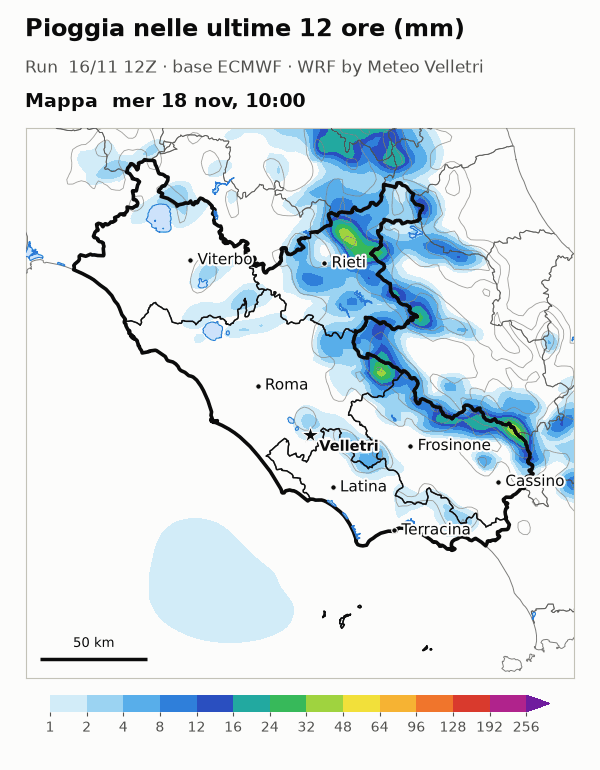 Pioggia nelle ultime 12 ore (mm)
Run  16/11 12Z · base ECMWF · WRF by Meteo Velletri
Mappa  mer 18 nov, 10:00
Viterbo
Rieti
Roma
Velletri
Frosinone
Latina
Cassino
Terracina
50 km
1 2 4 8 12 16 24 32 48 64 96 128 192 256